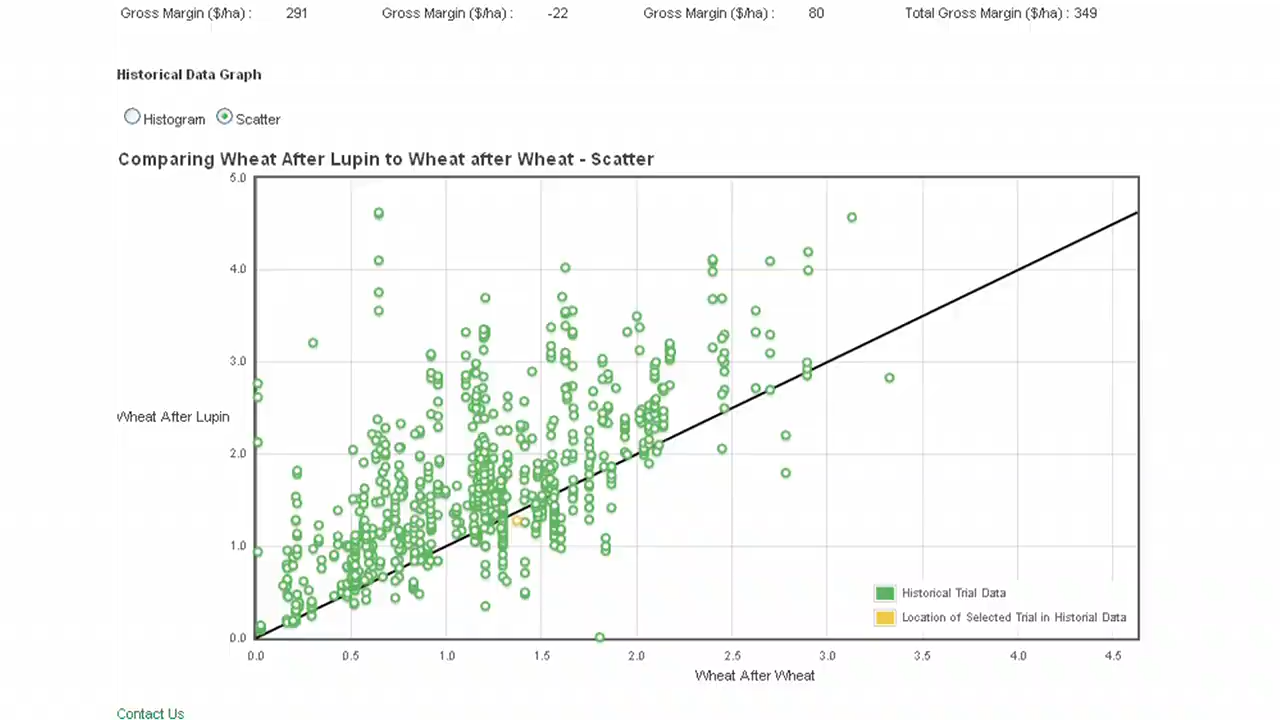 Gross Margin ($/ha) : 291 Gross Margin ($/ha) : -22 Gross Margin ($/ha) : 80 Total Gross Margin ($/ha) : 349
Historical Data Graph
Histogram Scatter
Comparing Wheat After Lupin to Wheat after Wheat - Scatter
5.0
4.0
3.0
Wheat After Lupin
2.0
1.0
Historical Trial Data
Location of Selected Trial in Historial Data
0.0
0.0 0.5 1.0 1.5 2.0 2.5 3.0 3.5 4.0 4.5
Wheat After Wheat
Contact Us